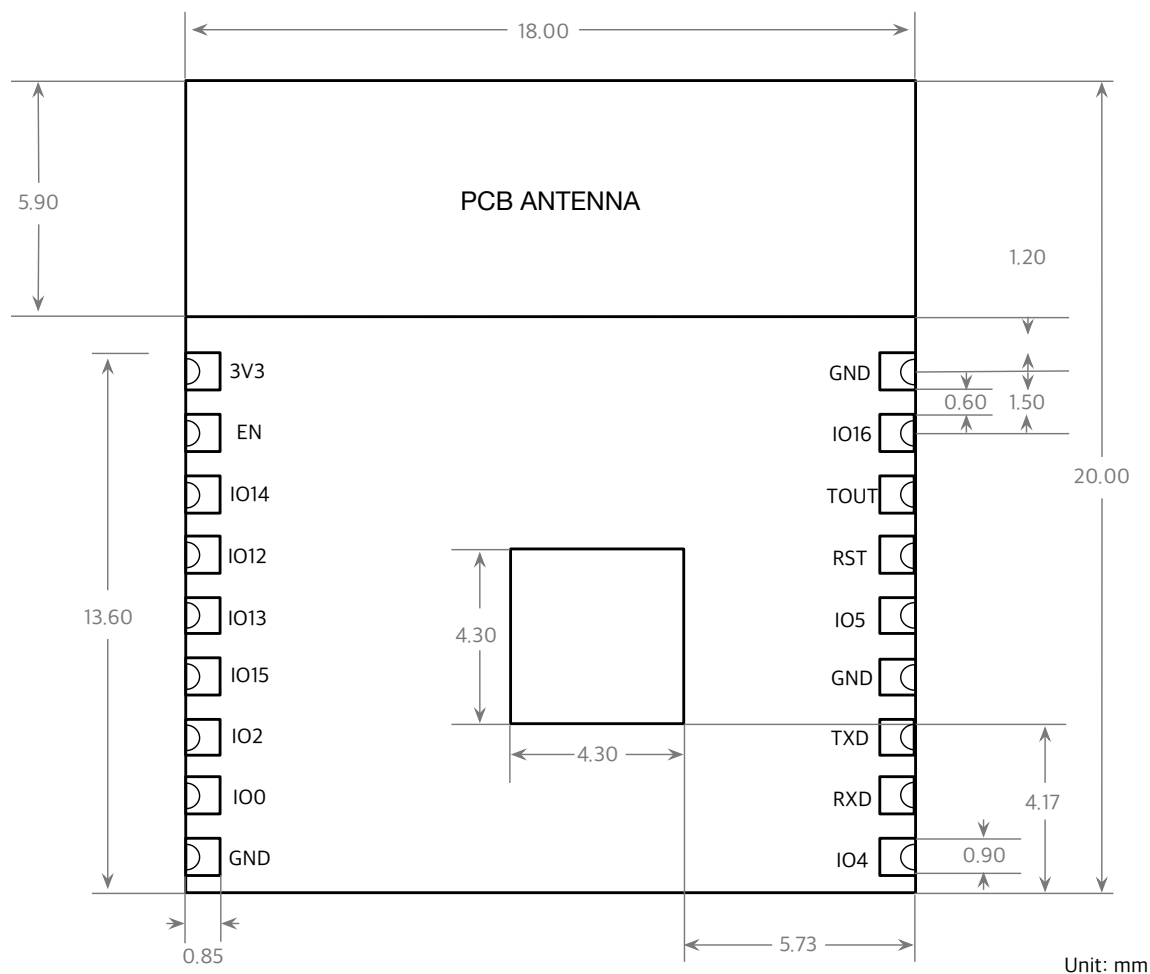 18.00
5.90
PCB ANTENNA
1.20
3V3
GND
0.60
1.50
EN
IO16
IO14
TOUT
20.00
IO12
RST
13.60
IO13
4.30
IO5
IO15
GND
IO2
4.30
TXD
IO0
RXD
4.17
GND
IO4
0.90
0.85
5.73
Unit: mm